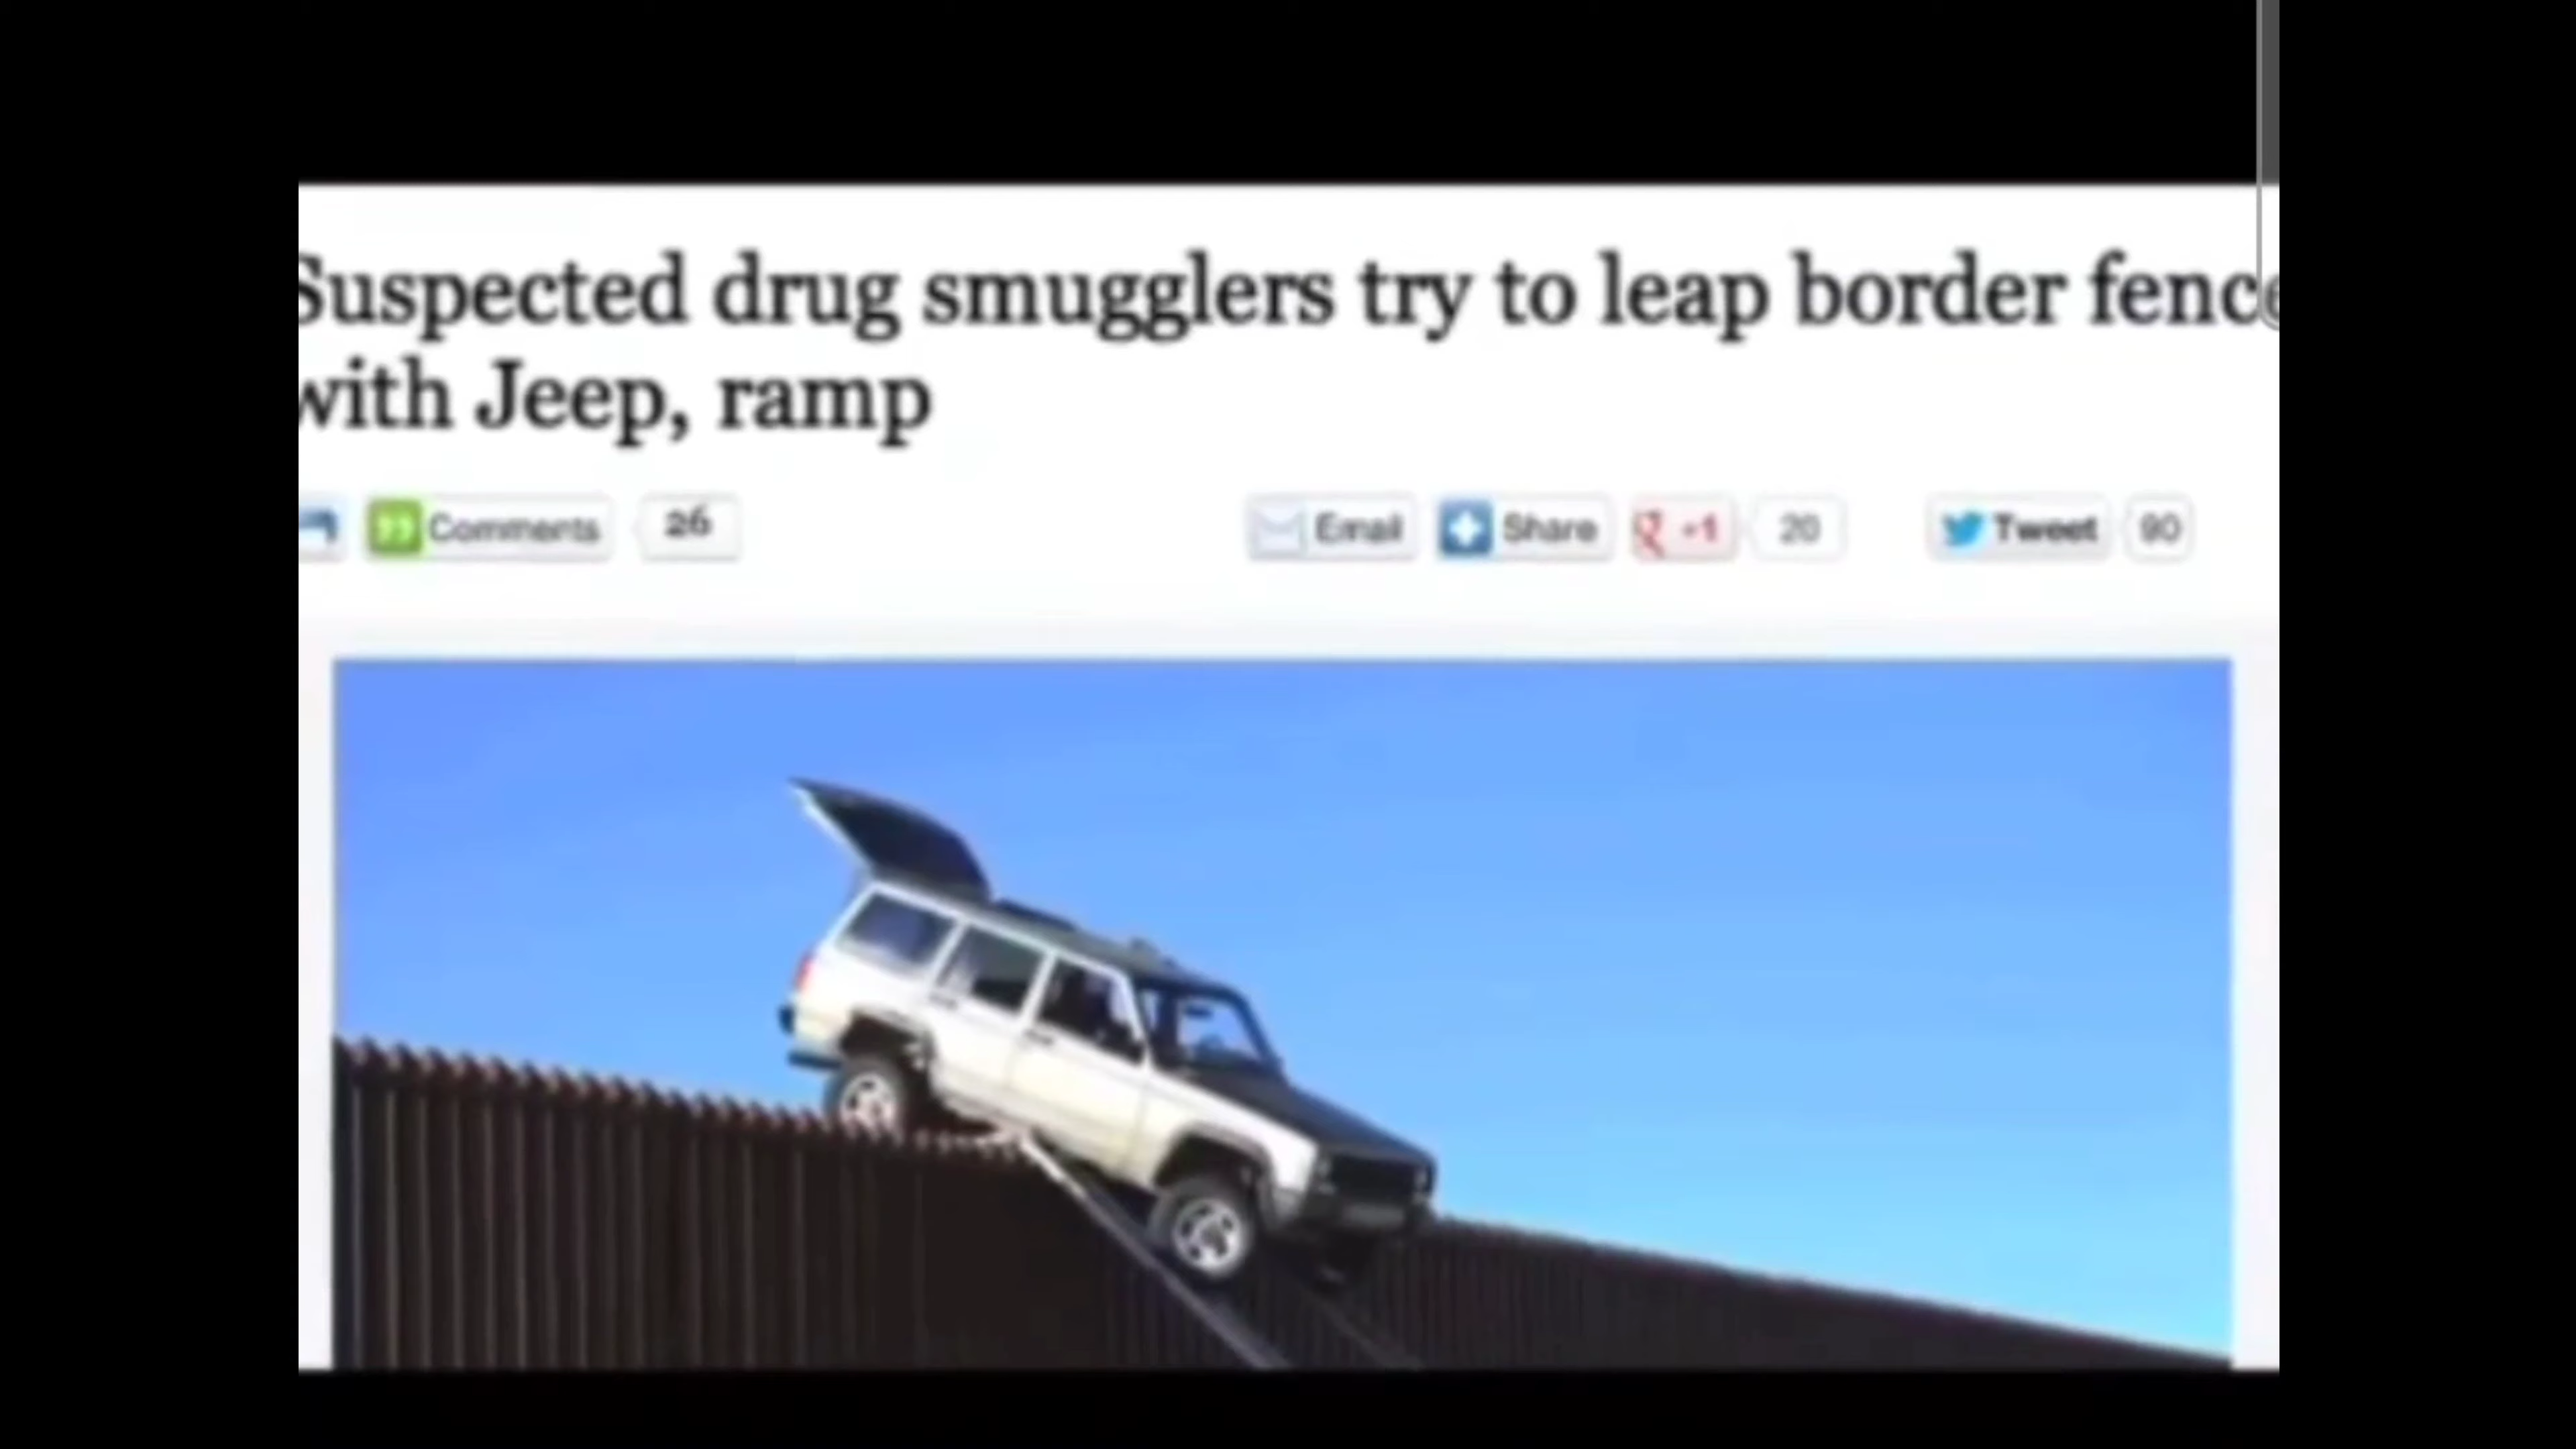 Suspected drug smugglers try to leap border fence
with Jeep, ramp
Comments 26 Email Share +1 20 Tweet 90